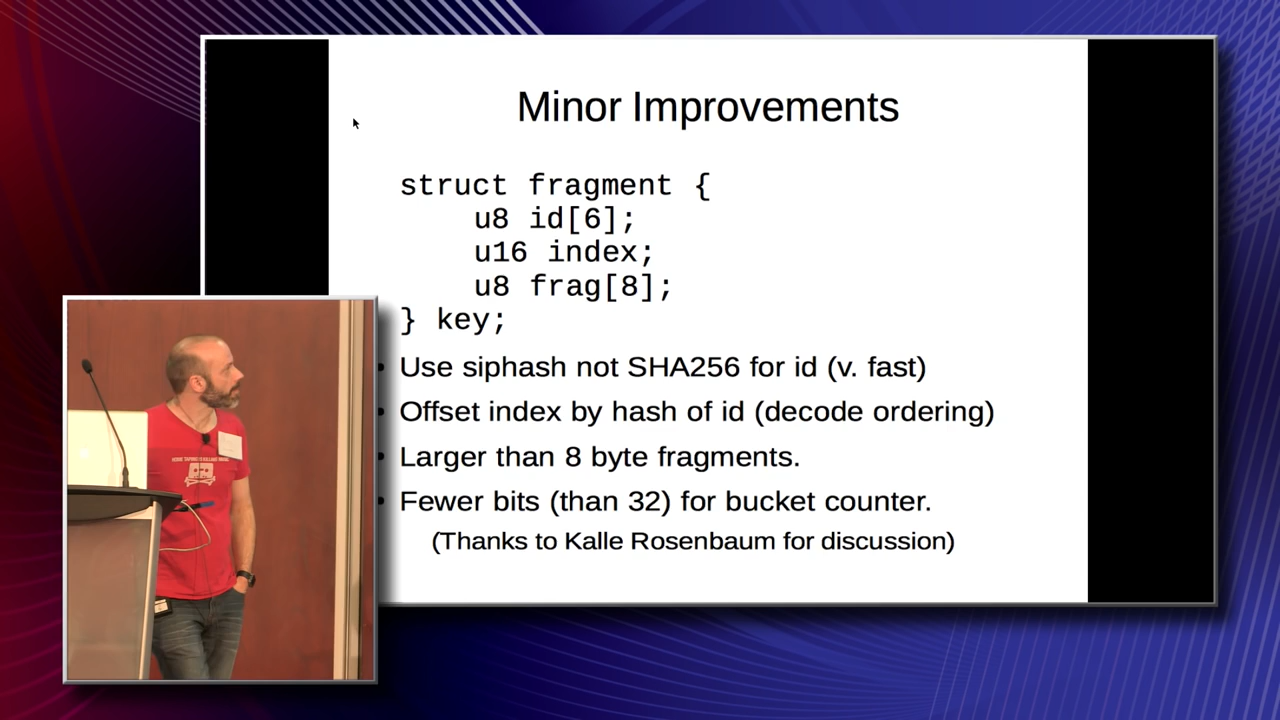 Minor Improvements
struct fragment {
u8 id[6];
u16 index;
u8 frag[8];
} key;
Use siphash not SHA256 for id (v. fast)
Offset index by hash of id (decode ordering)
Larger than 8 byte fragments.
Fewer bits (than 32) for bucket counter.
(Thanks to Kalle Rosenbaum for discussion)